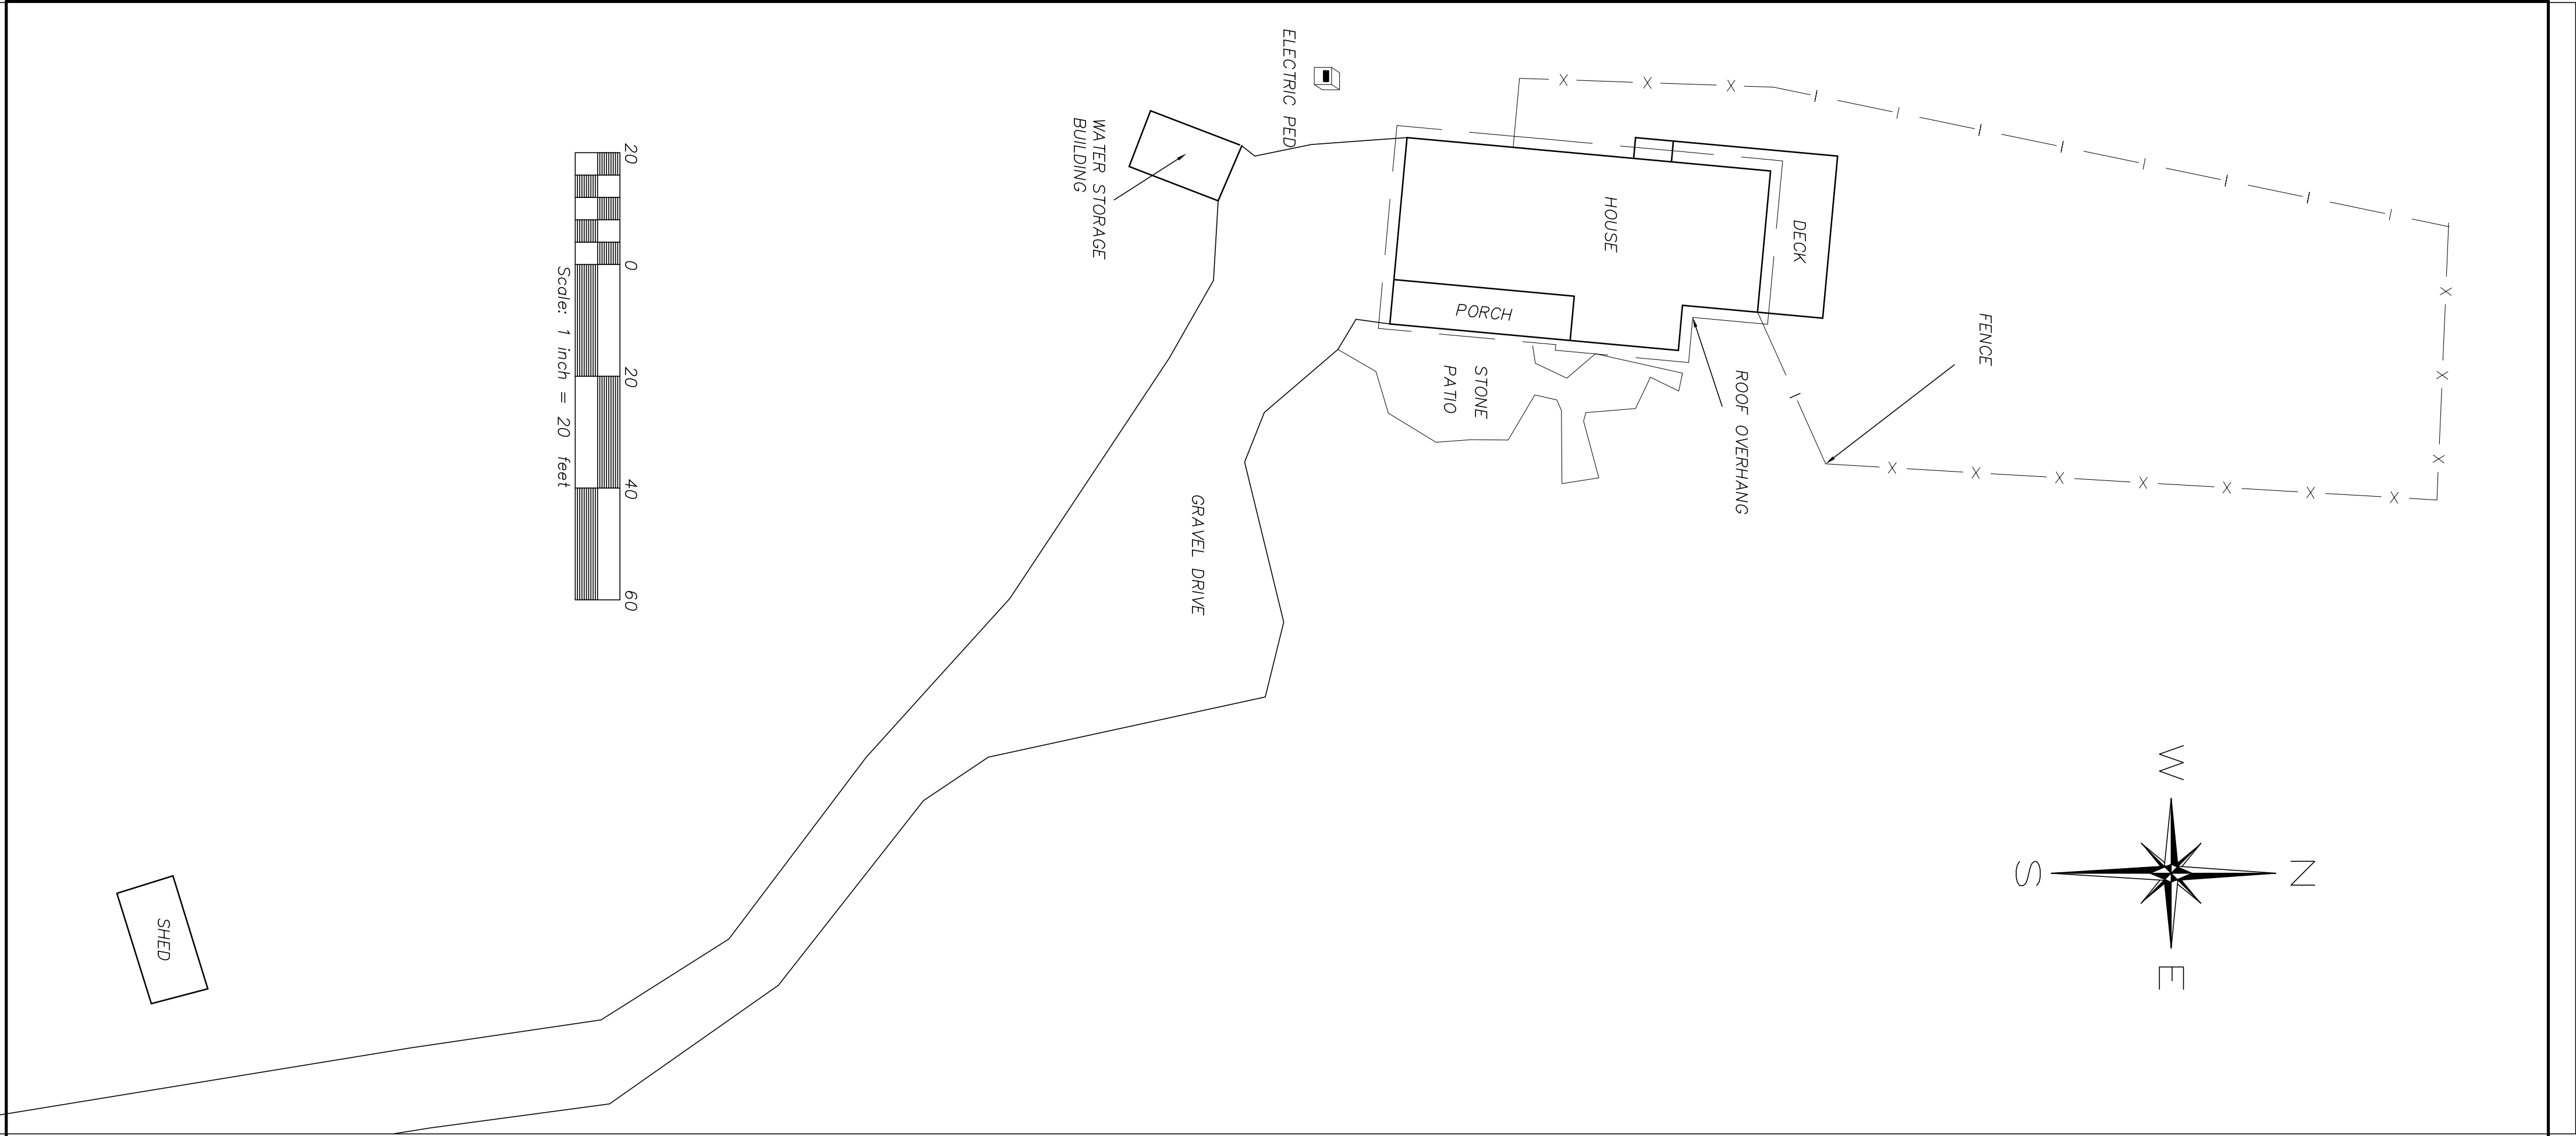 ELECTRIC PED
WATER STORAGE
BUILDING
HOUSE
DECK
PORCH
STONE
PATIO
ROOF OVERHANG
FENCE
GRAVEL DRIVE
SHED
20 0 20 40 60
Scale: 1 inch = 20 feet
N
W
E
S
X X X
X X X
X X X X X X X